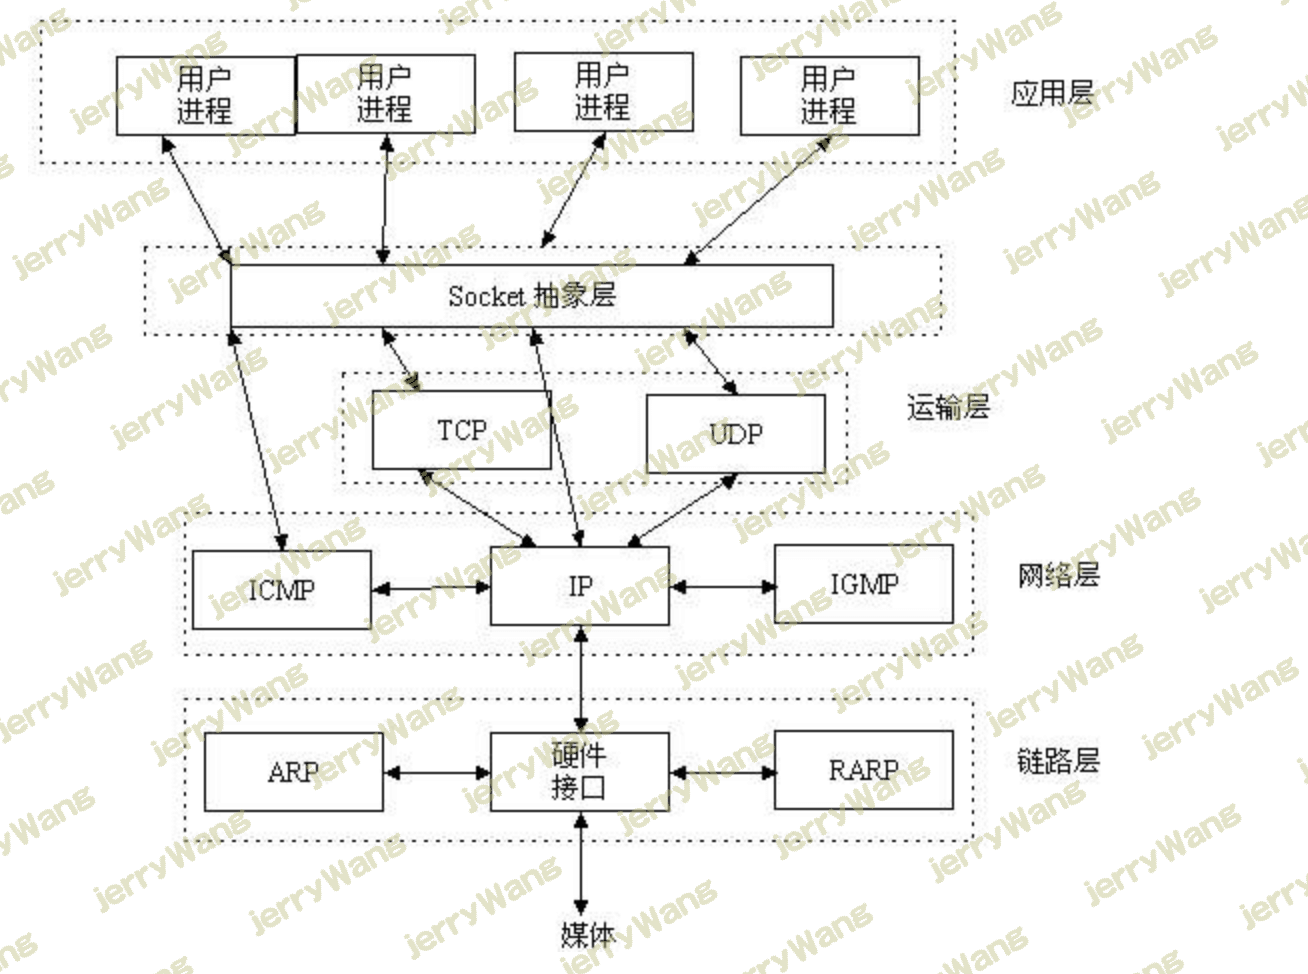 用户
进程
用户
进程
用户
进程
用户
进程
应用层
Socket 抽象层
TCP
UDP
运输层
ICMP
IP
IGMP
网络层
ARP
硬件
接口
RARP
链路层
媒体
jerryWang